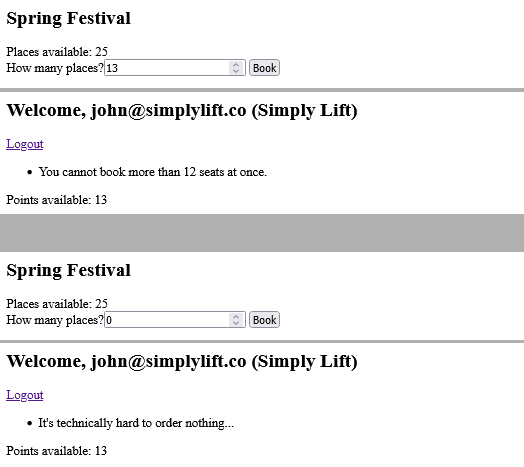 Spring Festival
Places available: 25
How many places? 13 Book
Welcome, john@simplylift.co (Simply Lift)
Logout
• You cannot book more than 12 seats at once.
Points available: 13
Spring Festival
Places available: 25
How many places? 0 Book
Welcome, john@simplylift.co (Simply Lift)
Logout
• It's technically hard to order nothing...
Points available: 13